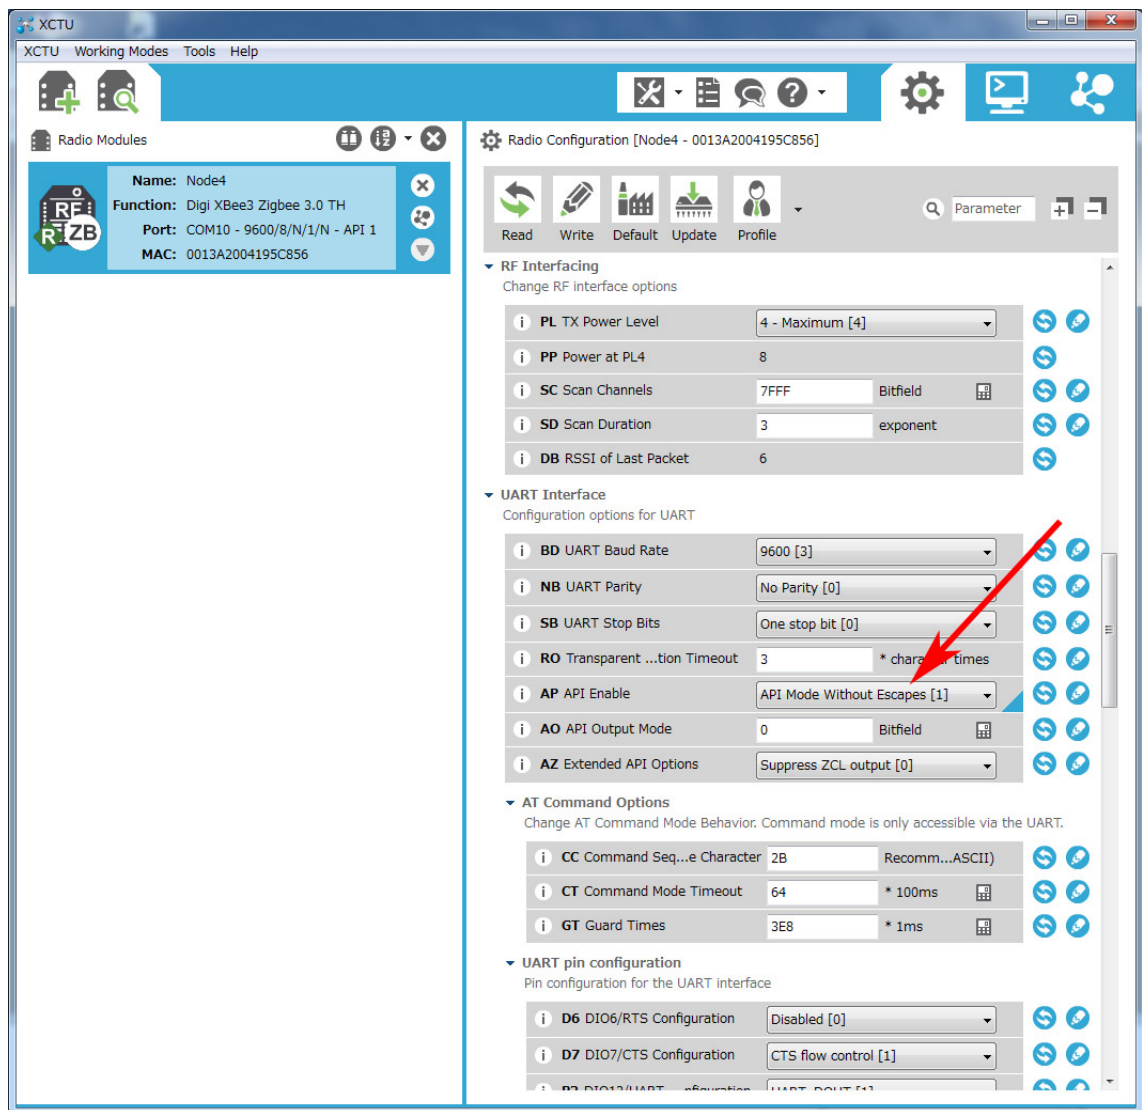 XCTU
XCTU Working Modes Tools Help
Radio Modules
Name: Node4
Function: Digi XBee3 Zigbee 3.0 TH
Port: COM10 - 9600/8/N/1/N - API 1
MAC: 0013A2004195C856
RF
R ZB
Radio Configuration [Node4 - 0013A2004195C856]
Read Write Default Update Profile
Parameter
RF Interfacing
Change RF interface options
i PL TX Power Level 4 - Maximum [4]
i PP Power at PL4 8
i SC Scan Channels 7FFF Bitfield
i SD Scan Duration 3 exponent
i DB RSSI of Last Packet 6
UART Interface
Configuration options for UART
i BD UART Baud Rate 9600 [3]
i NB UART Parity No Parity [0]
i SB UART Stop Bits One stop bit [0]
i RO Transparent ...tion Timeout 3 * character times
i AP API Enable API Mode Without Escapes [1]
i AO API Output Mode 0 Bitfield
i AZ Extended API Options Suppress ZCL output [0]
AT Command Options
Change AT Command Mode Behavior. Command mode is only accessible via the UART.
i CC Command Seq...e Character 2B Recomm...ASCII)
i CT Command Mode Timeout 64 * 100ms
i GT Guard Times 3E8 * 1ms
UART pin configuration
Pin configuration for the UART interface
i D6 DIO6/RTS Configuration Disabled [0]
i D7 DIO7/CTS Configuration CTS flow control [1]